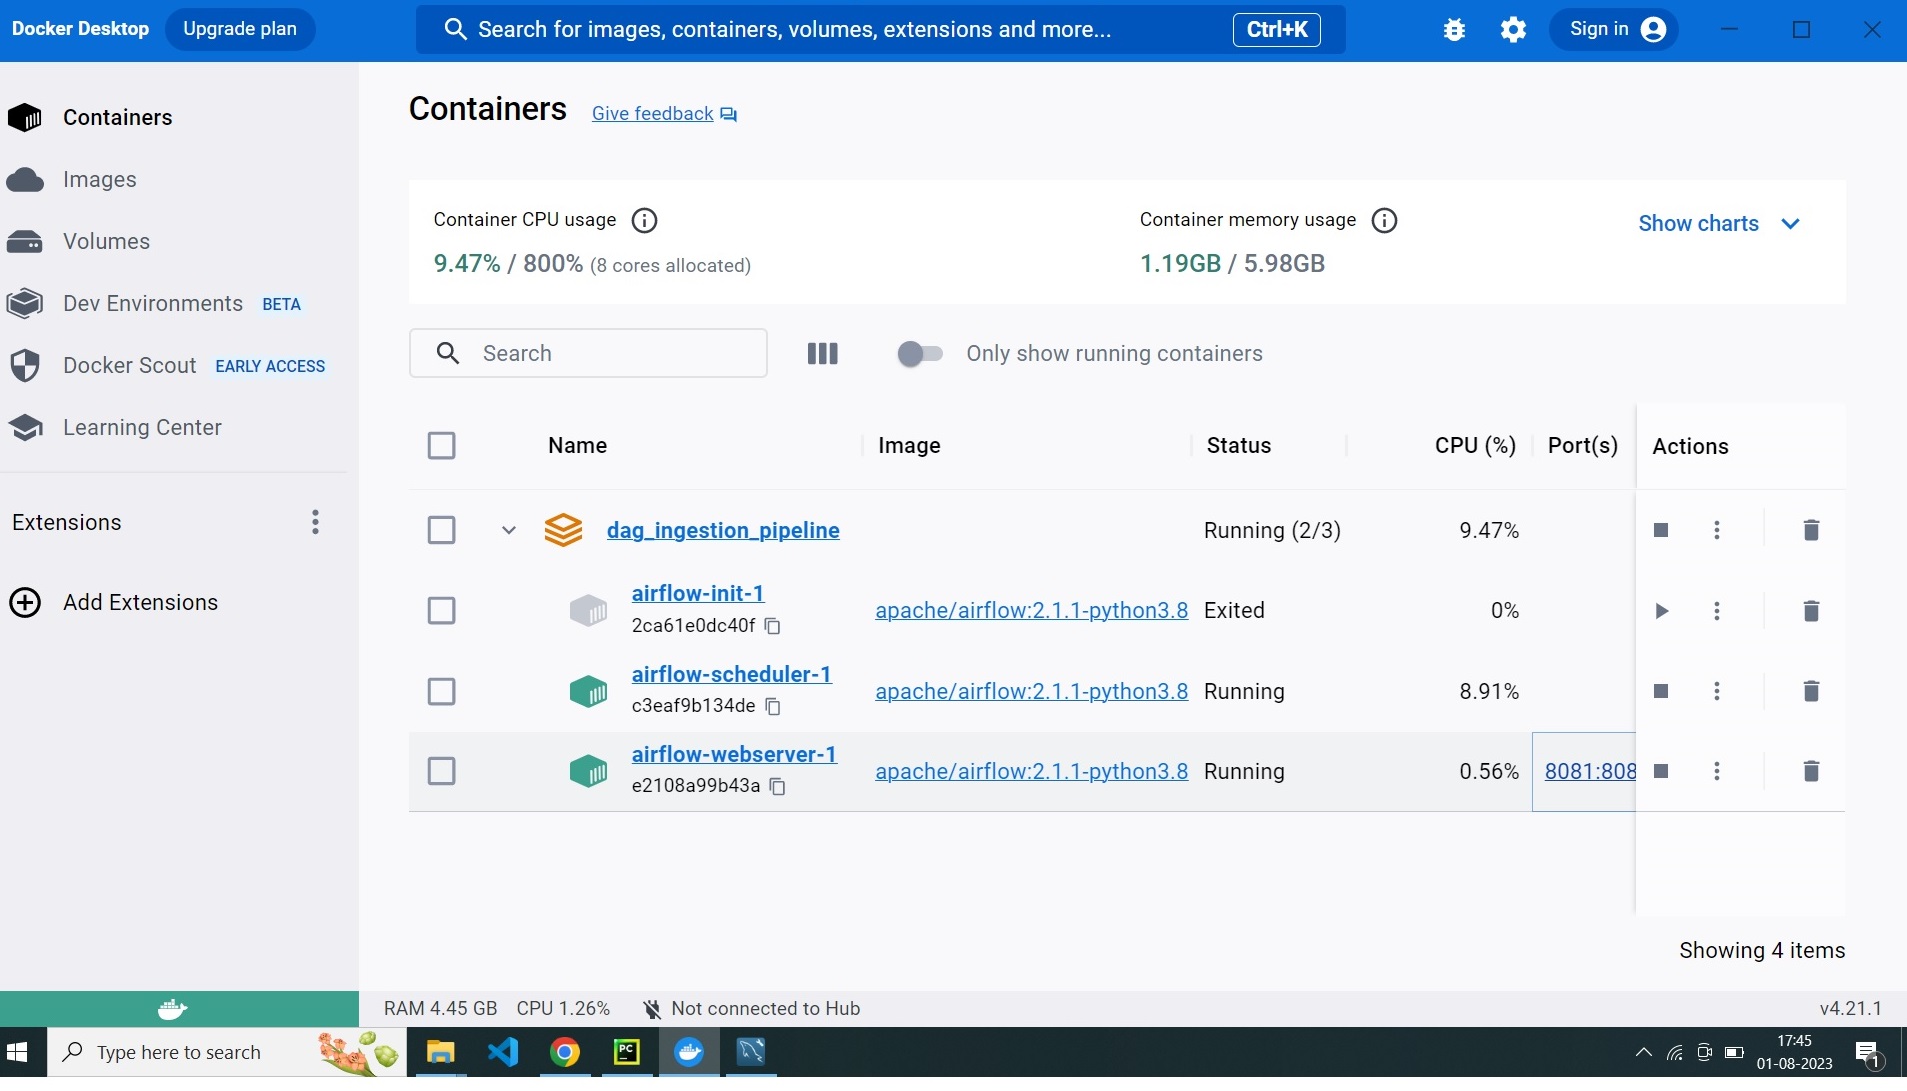 Docker Desktop Upgrade plan Search for images, containers, volumes, extensions and more... Ctrl+K Sign in
Containers
Images
Volumes
Dev Environments BETA
Docker Scout EARLY ACCESS
Learning Center
Extensions
Add Extensions
Containers Give feedback
Container CPU usage
9.47% / 800% (8 cores allocated)
Container memory usage
1.19GB / 5.98GB
Show charts
Search
Only show running containers
Name Image Status CPU (%) Port(s) Actions
dag_ingestion_pipeline Running (2/3) 9.47%
airflow-init-1
2ca61e0dc40f
apache/airflow:2.1.1-python3.8 Exited 0%
airflow-scheduler-1
c3eaf9b134de
apache/airflow:2.1.1-python3.8 Running 8.91%
airflow-webserver-1
e2108a99b43a
apache/airflow:2.1.1-python3.8 Running 0.56% 8081:808
Showing 4 items
RAM 4.45 GB CPU 1.26% Not connected to Hub v4.21.1
Type here to search
PC
17:45
01-08-2023
1